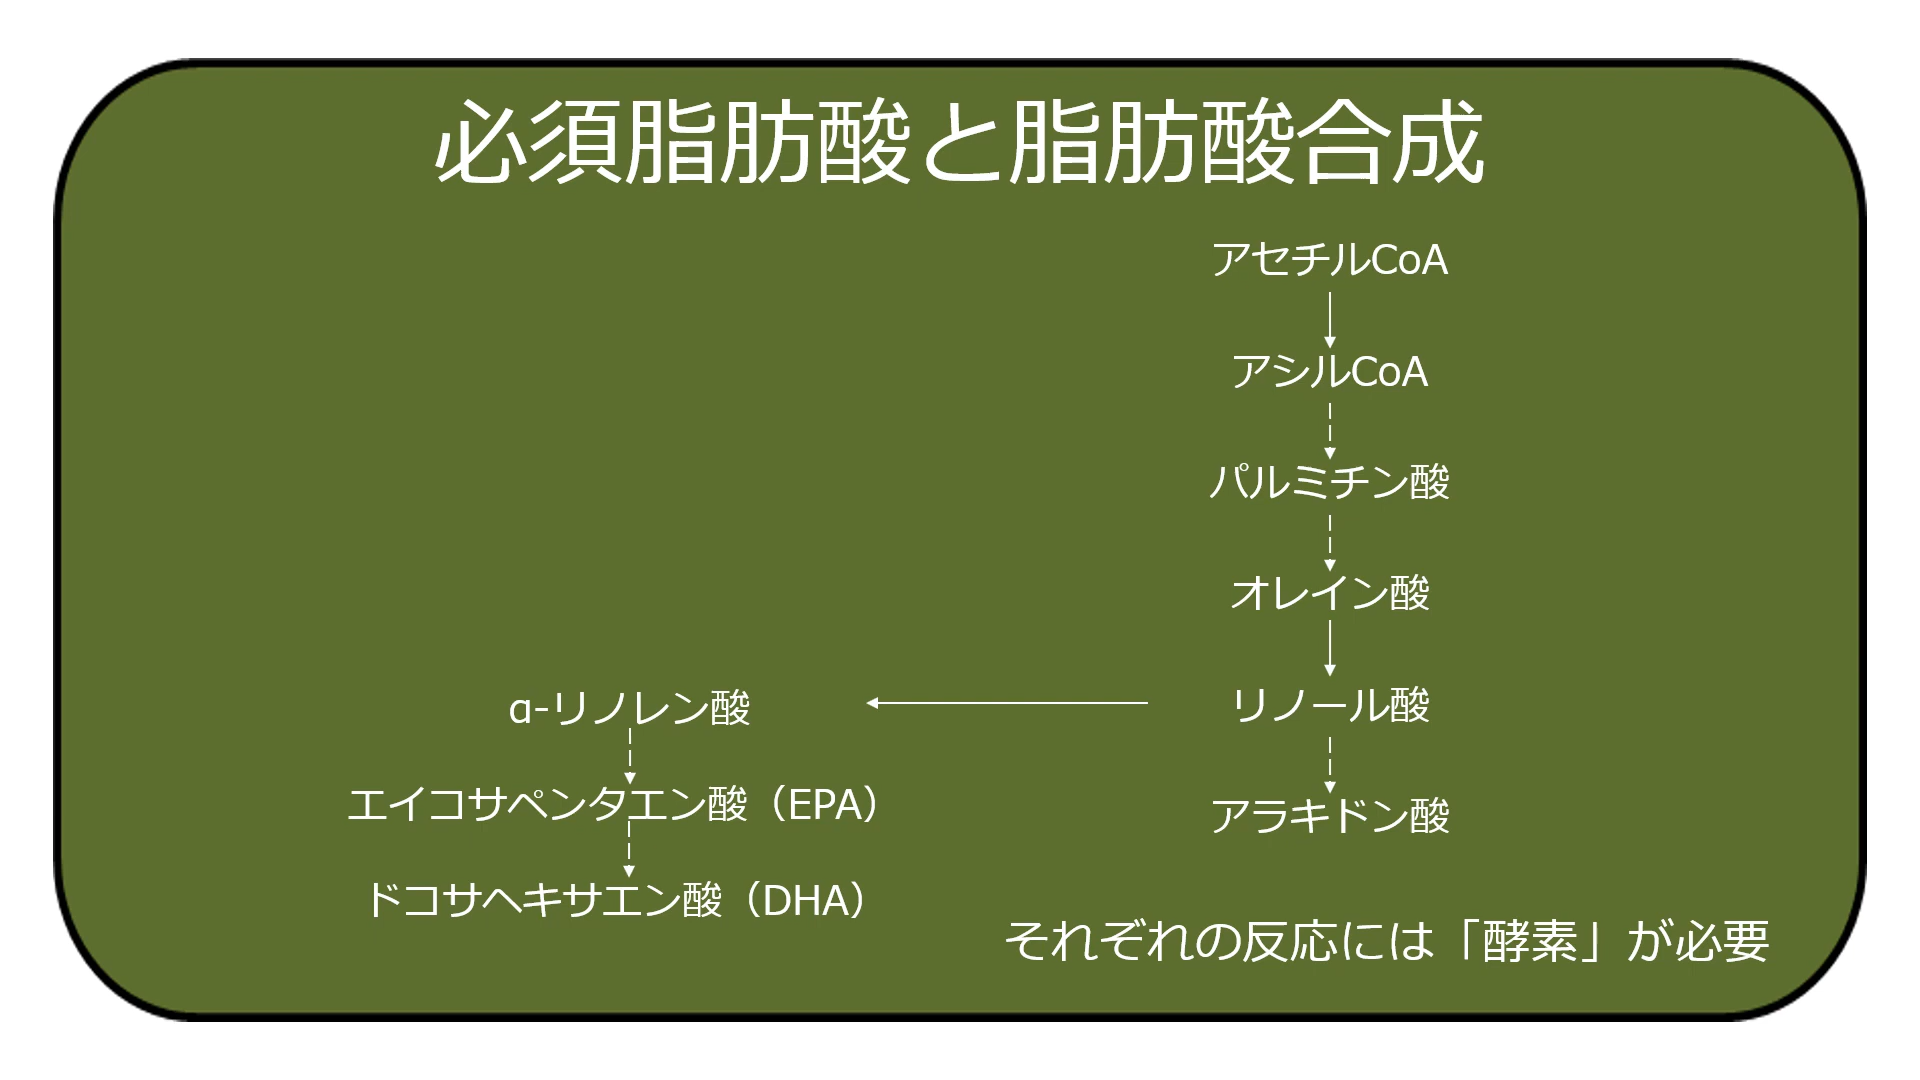 必須脂肪酸と脂肪酸合成
アセチルCoA
アシルCoA
パルミチン酸
オレイン酸
リノール酸
アラキドン酸
α-リノレン酸
エイコサペンタエン酸（EPA）
ドコサヘキサエン酸（DHA）
それぞれの反応には「酵素」が必要